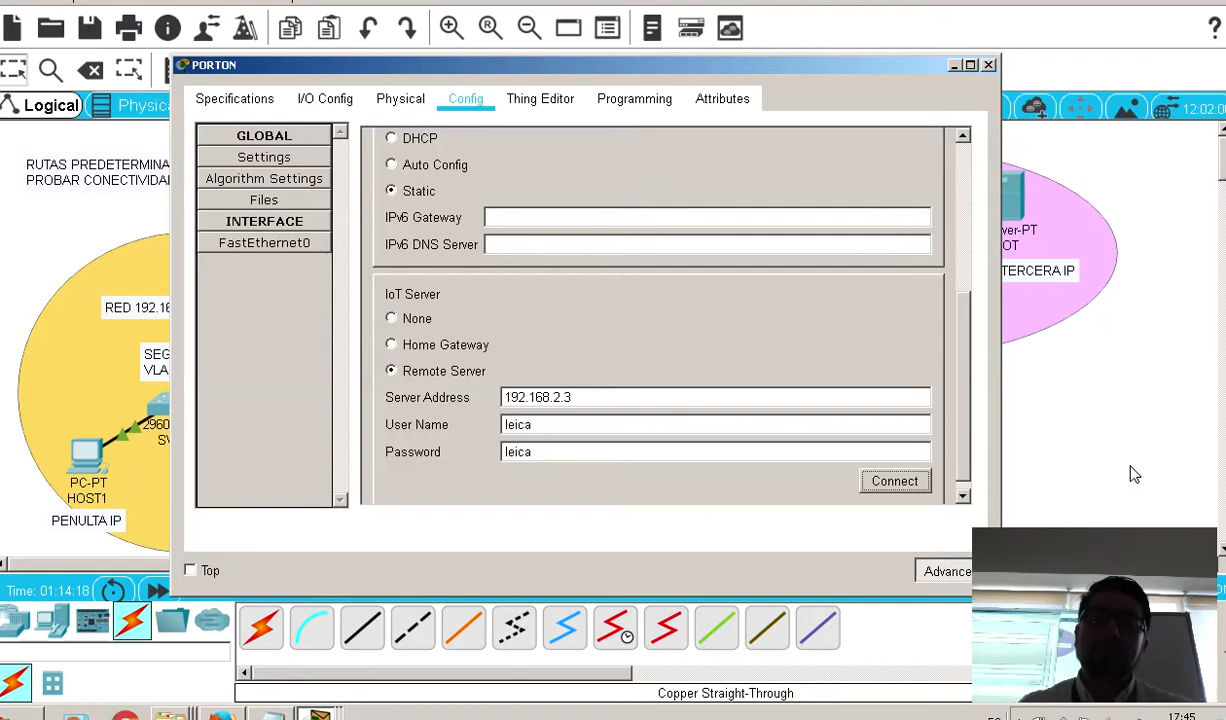 PORTON
Specifications
I/O Config
Physical
Config
Thing Editor
Programming
Attributes
Logical
Physic
12:02:0
GLOBAL
Settings
Algorithm Settings
Files
INTERFACE
FastEthernet0
DHCP
Auto Config
Static
IPv6 Gateway
IPv6 DNS Server
IoT Server
None
Home Gateway
Remote Server
Server Address 192.168.2.3
User Name leica
Password leica
Connect
Top
Advance
RUTAS PREDETERMINA
PROBAR CONECTIVIDA
RED 192.16
SEG
VLA
2960
SV
PC-PT
HOST1
PENULTA IP
ver-PT
OT
TERCERA IP
Time: 01:14:18
Copper Straight-Through
17:45